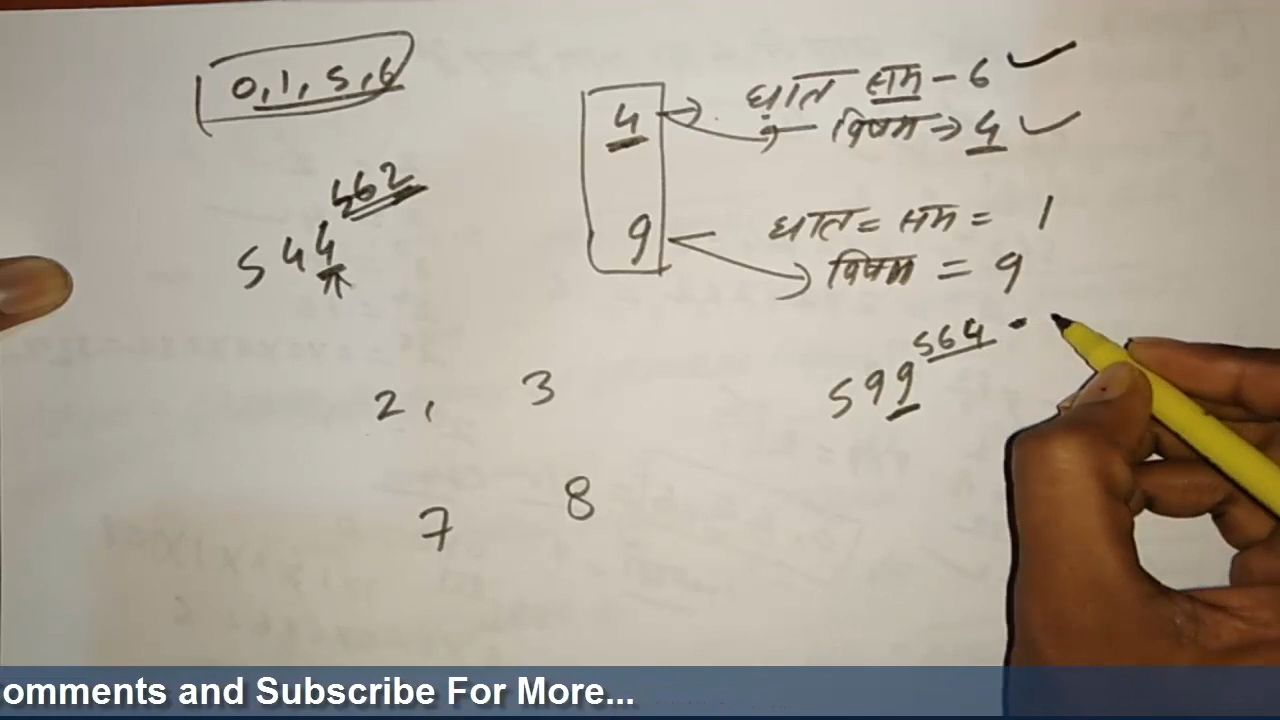 0, 1, 5, 6
4 → घात सम - 6 ✓
→ विषम → 4 ✓
544^562
9 घात = सम = 1
→ विषम = 9
599^564
2, 3
7 8
omments and Subscribe For More...